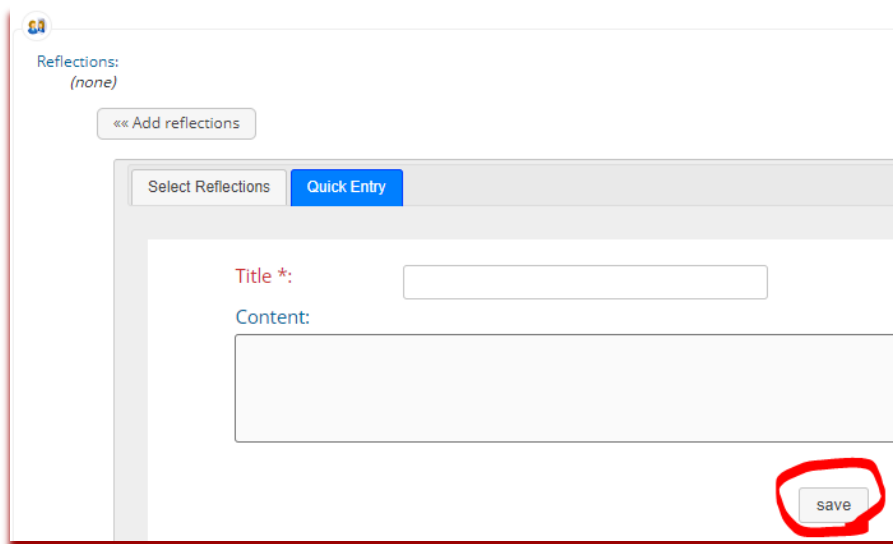 Reflections:
(none)
«« Add reflections
Select Reflections Quick Entry
Title *:
Content:
save